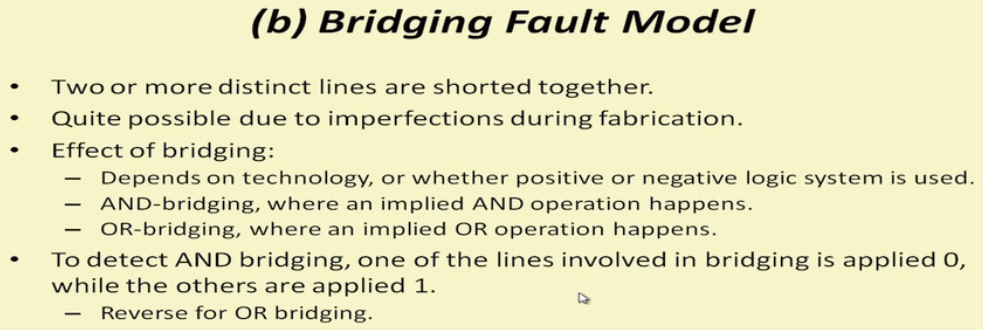 (b) Bridging Fault Model
• Two or more distinct lines are shorted together.
• Quite possible due to imperfections during fabrication.
• Effect of bridging:
– Depends on technology, or whether positive or negative logic system is used.
– AND-bridging, where an implied AND operation happens.
– OR-bridging, where an implied OR operation happens.
• To detect AND bridging, one of the lines involved in bridging is applied 0,
while the others are applied 1.
– Reverse for OR bridging.